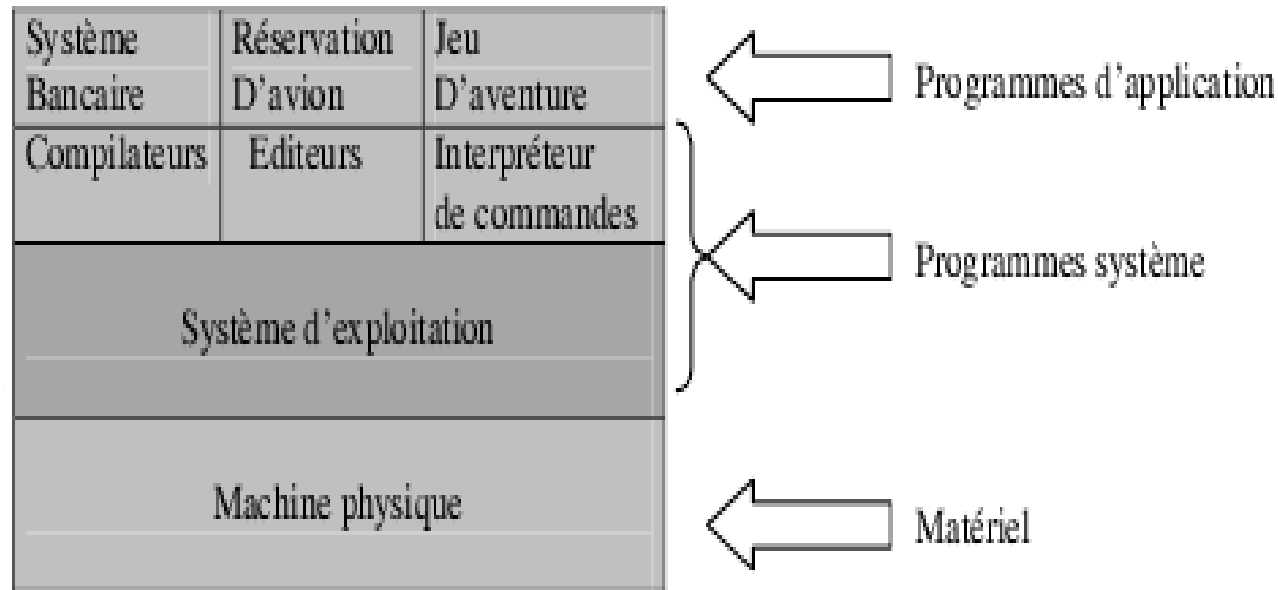 Système Bancaire
Réservation D'avion
Jeu D'aventure
Programmes d'application
Compilateurs
Editeurs
Interpréteur
de commandes
Programmes système
Système d'exploitation
Machine physique
Matériel